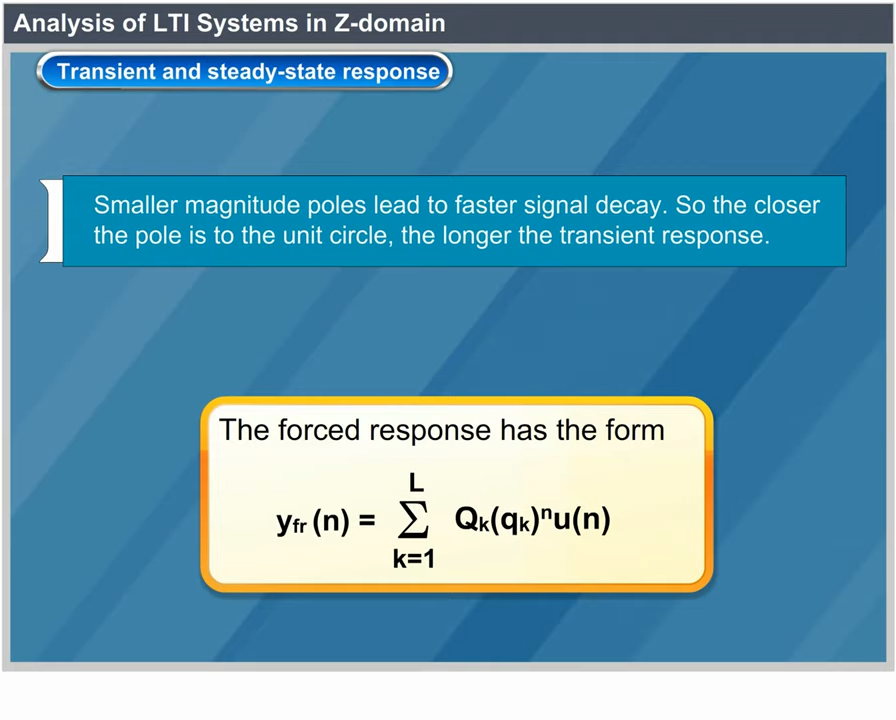 Analysis of LTI Systems in Z-domain
Transient and steady-state response
Smaller magnitude poles lead to faster signal decay. So the closer
the pole is to the unit circle, the longer the transient response.
The forced response has the form
L
yfr (n) = ∑ Qk(qk)ⁿu(n)
k=1